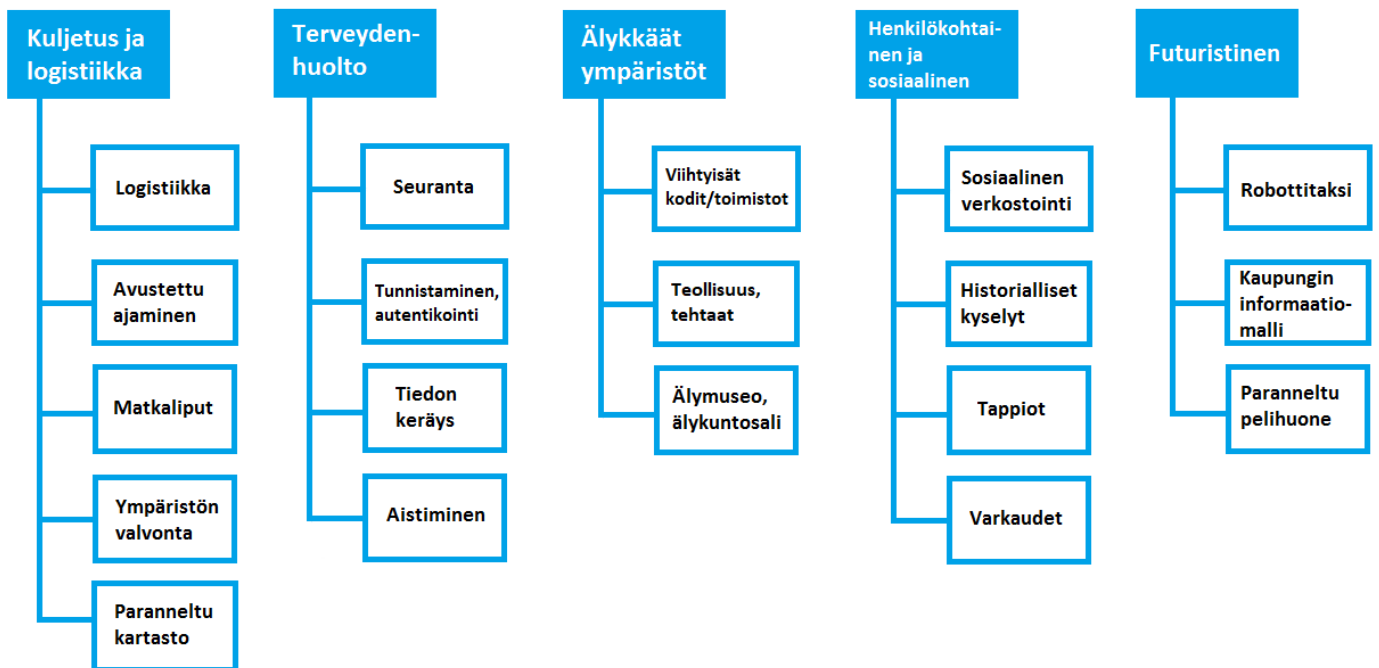 Kuljetus ja
logistiikka
Logistiikka
Avustettu
ajaminen
Matkaliput
Ympäristön
valvonta
Paranneltu
kartasto
Terveyden-
huolto
Seuranta
Tunnistaminen,
autentikointi
Tiedon
keräys
Aistiminen
Älykkäät
ympäristöt
Viihtyisät
kodit/toimistot
Teollisuus,
tehtaat
Älymuseo,
älykuntosali
Henkilökohtai-
nen ja
sosiaalinen
Sosiaalinen
verkostointi
Historialliset
kyselyt
Tappiot
Varkaudet
Futuristinen
Robottitaksi
Kaupungin
informaatio-
malli
Paranneltu
pelihuone